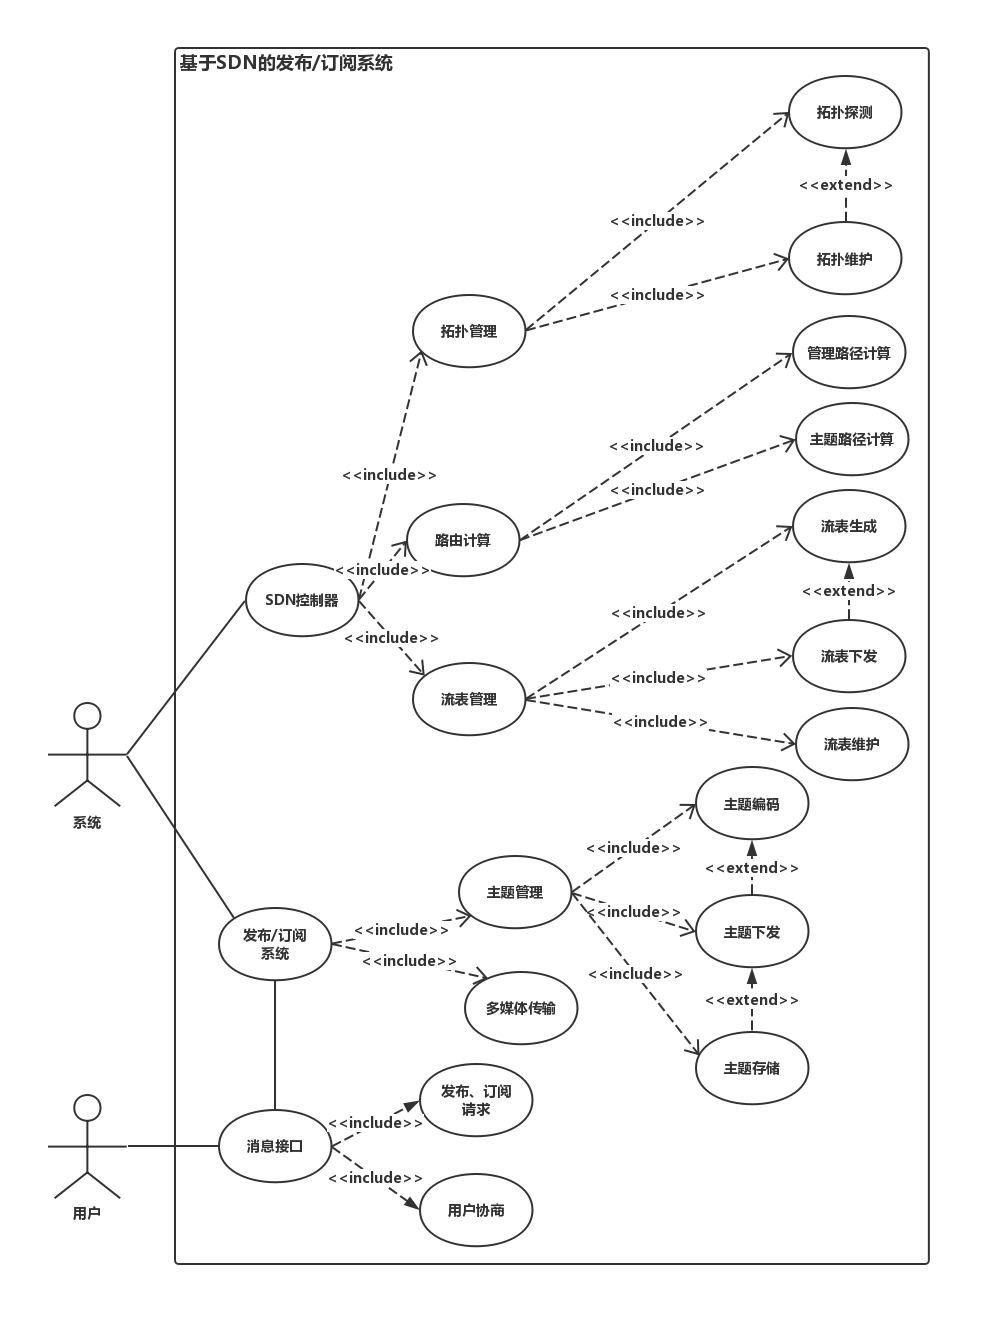 基于SDN的发布/订阅系统
拓扑探测
<<extend>>
<<include>>
拓扑维护
<<include>>
拓扑管理
管理路径计算
主题路径计算
<<include>>
<<include>>
<<include>>
路由计算
流表生成
<<include>>
<<extend>>
SDN控制器
<<include>>
<<include>>
流表下发
<<include>>
流表管理
<<include>>
流表维护
系统
主题编码
<<include>>
<<extend>>
主题管理
<<include>>
主题下发
发布/订阅
系统
<<include>>
<<include>>
<<include>>
<<extend>>
多媒体传输
主题存储
发布、订阅
请求
<<include>>
消息接口
<<include>>
用户协商
用户